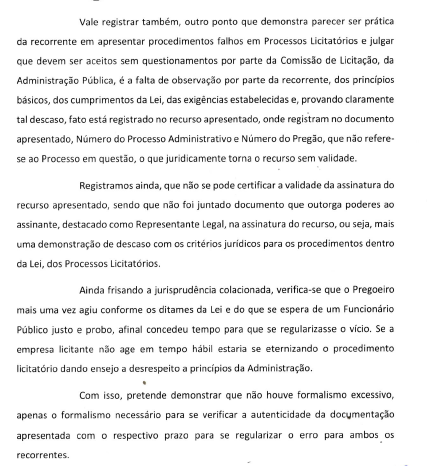 Vale registrar também, outro ponto que demonstra parecer ser prática
da recorrente em apresentar procedimentos falhos em Processos Licitatórios e julgar
que devem ser aceitos sem questionamentos por parte da Comissão de Licitação, da
Administração Pública, é a falta de observação por parte da recorrente, dos princípios
básicos, dos cumprimentos da Lei, das exigências estabelecidas e, provando claramente
tal descaso, fato está registrado no recurso apresentado, onde registram no documento
apresentado, Número do Processo Administrativo e Número do Pregão, que não refere-
se ao Processo em questão, o que juridicamente torna o recurso sem validade.
Registramos ainda, que não se pode certificar a validade da assinatura do
recurso apresentado, sendo que não foi juntado documento que outorga poderes ao
assinante, destacado como Representante Legal, na assinatura do recurso, ou seja, mais
uma demonstração de descaso com os critérios jurídicos para os procedimentos dentro
da Lei, dos Processos Licitatórios.
Ainda frisando a jurisprudência colacionada, verifica-se que o Pregoeiro
mais uma vez agiu conforme os ditames da Lei e do que se espera de um Funcionário
Público justo e probo, afinal concedeu tempo para que se regularizasse o vício. Se a
empresa licitante não age em tempo hábil estaria se eternizando o procedimento
licitatório dando ensejo a desrespeito a princípios da Administração.
Com isso, pretende demonstrar que não houve formalismo excessivo,
apenas o formalismo necessário para se verificar a autenticidade da documentação
apresentada com o respectivo prazo para se regularizar o erro para ambos os
recorrentes.